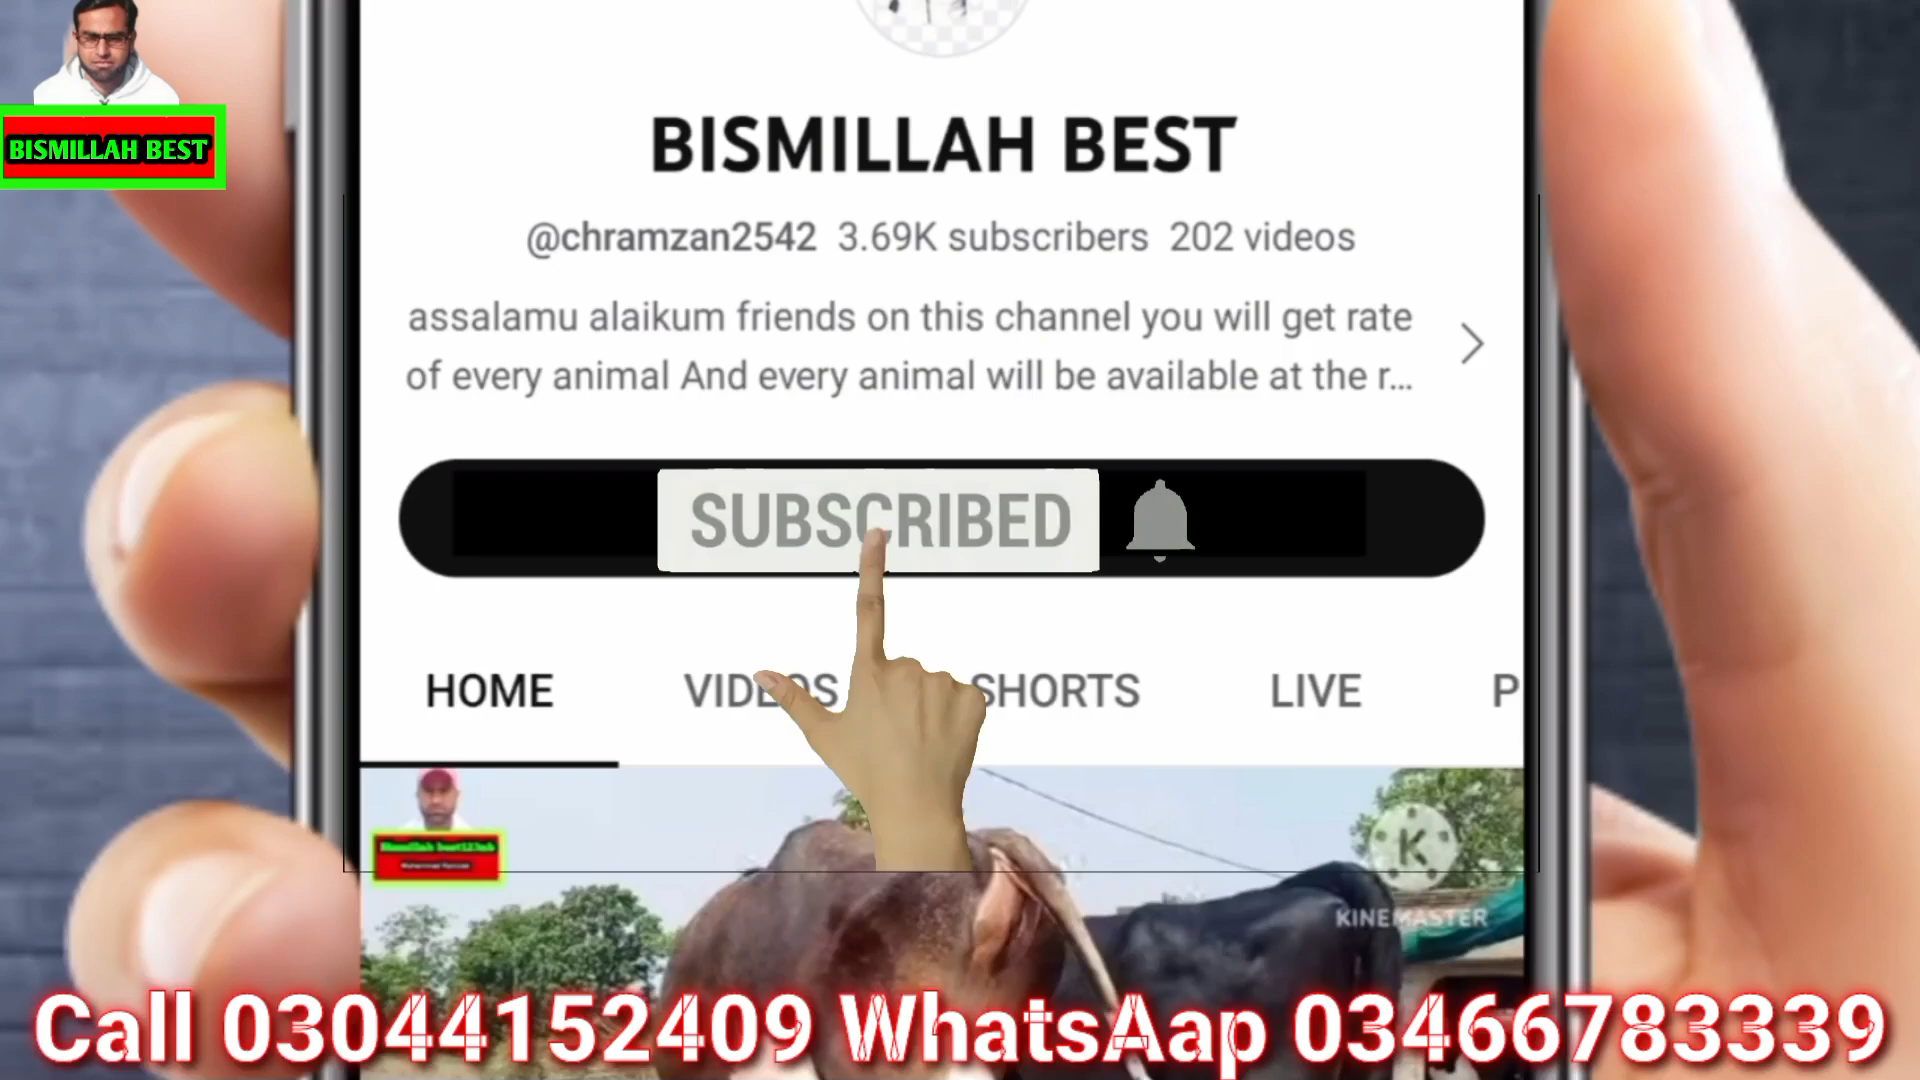 BISMILLAH BEST
BISMILLAH BEST
@chramzan2542 3.69K subscribers 202 videos
assalamu alaikum friends on this channel you will get rate
of every animal And every animal will be available at the r...
SUBSCRIBED
HOME VIDEOS SHORTS LIVE P
Bismillah best123mb
K
KINEMASTER
Call 03044152409 WhatsAap 03466783339